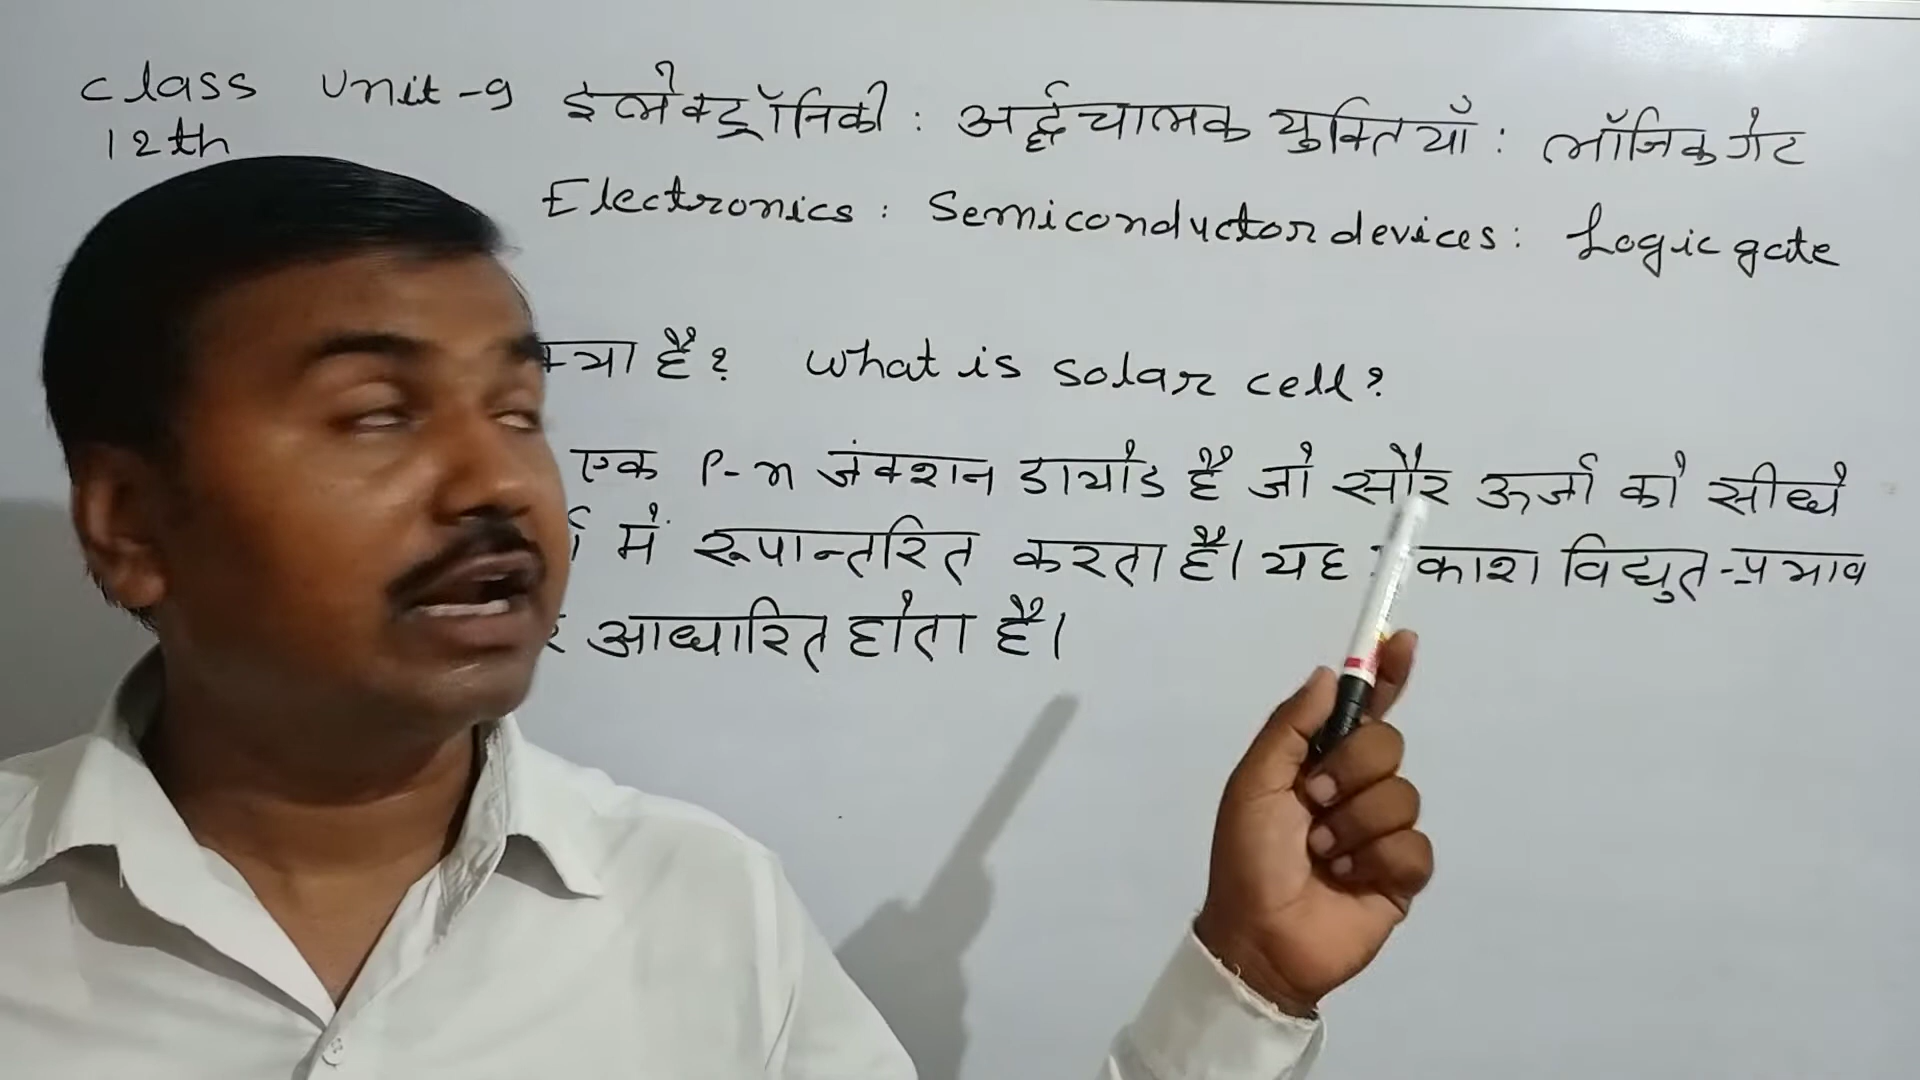 class unit-9 इलेक्ट्रॉनिकी : अर्द्धचालक युक्तियाँ : लॉजिक गेट
12th
Electronics : Semiconductor devices : Logic gate
क्या है? What is solar cell?
एक P-n जंक्शन डायोड है जो सौर ऊर्जा को सीधे
में रूपान्तरित करता है। यह विद्युत-प्रभाव
आधारित होता है।